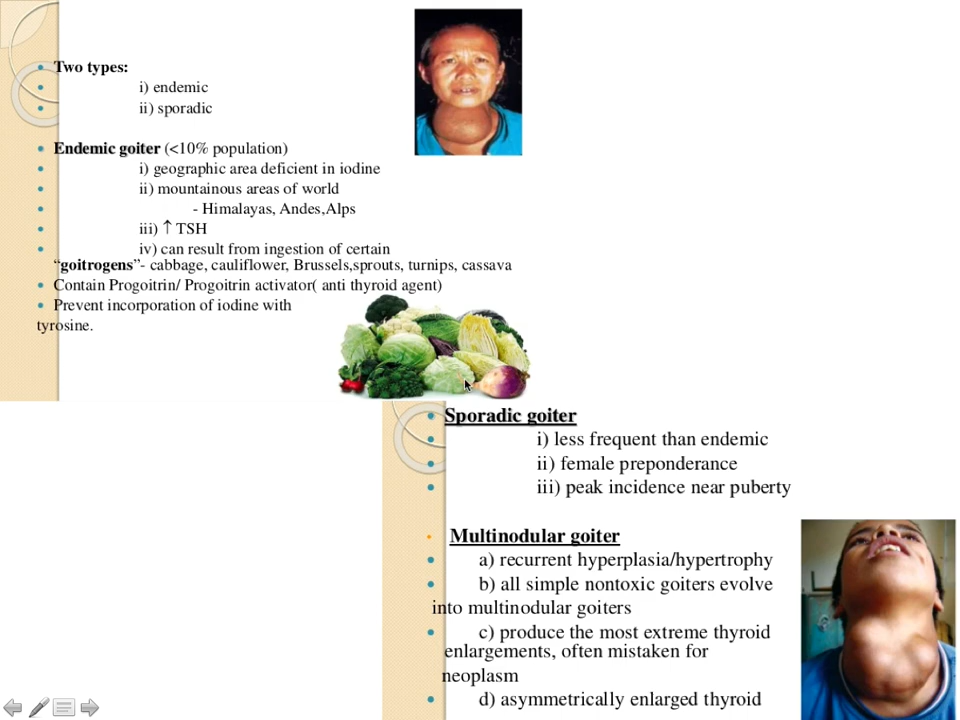 Two types:
i) endemic
ii) sporadic
Endemic goiter (<10% population)
i) geographic area deficient in iodine
ii) mountainous areas of world
- Himalayas, Andes,Alps
iii) ↑ TSH
iv) can result from ingestion of certain
“goitrogens”- cabbage, cauliflower, Brussels,sprouts, turnips, cassava
Contain Progoitrin/ Progoitrin activator( anti thyroid agent)
Prevent incorporation of iodine with
tyrosine.
Sporadic goiter
i) less frequent than endemic
ii) female preponderance
iii) peak incidence near puberty
Multinodular goiter
a) recurrent hyperplasia/hypertrophy
b) all simple nontoxic goiters evolve
into multinodular goiters
c) produce the most extreme thyroid
enlargements, often mistaken for
neoplasm
d) asymmetrically enlarged thyroid